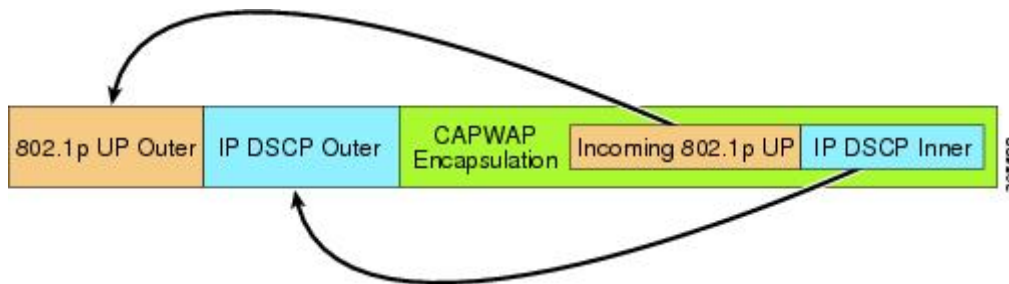 802.1p UP Outer
IP DSCP Outer
CAPWAP
Encapsulation
Incoming 802.1p UP
IP DSCP Inner